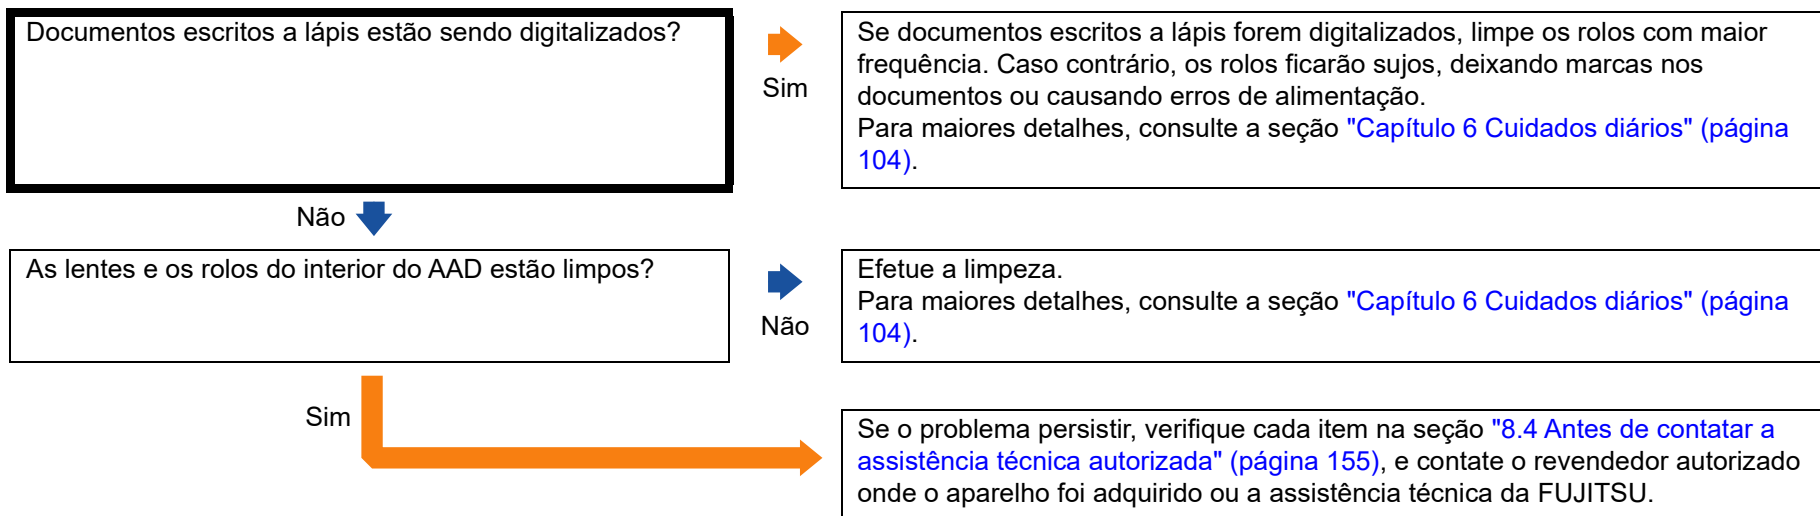 Documentos escritos a lápis estão sendo digitalizados?
Sim
Se documentos escritos a lápis forem digitalizados, limpe os rolos com maior
frequência. Caso contrário, os rolos ficarão sujos, deixando marcas nos
documentos ou causando erros de alimentação.
Para maiores detalhes, consulte a seção "Capítulo 6 Cuidados diários" (página
104).
Não
As lentes e os rolos do interior do AAD estão limpos?
Não
Efetue a limpeza.
Para maiores detalhes, consulte a seção "Capítulo 6 Cuidados diários" (página
104).
Sim
Se o problema persistir, verifique cada item na seção "8.4 Antes de contatar a
assistência técnica autorizada" (página 155), e contate o revendedor autorizado
onde o aparelho foi adquirido ou a assistência técnica da FUJITSU.